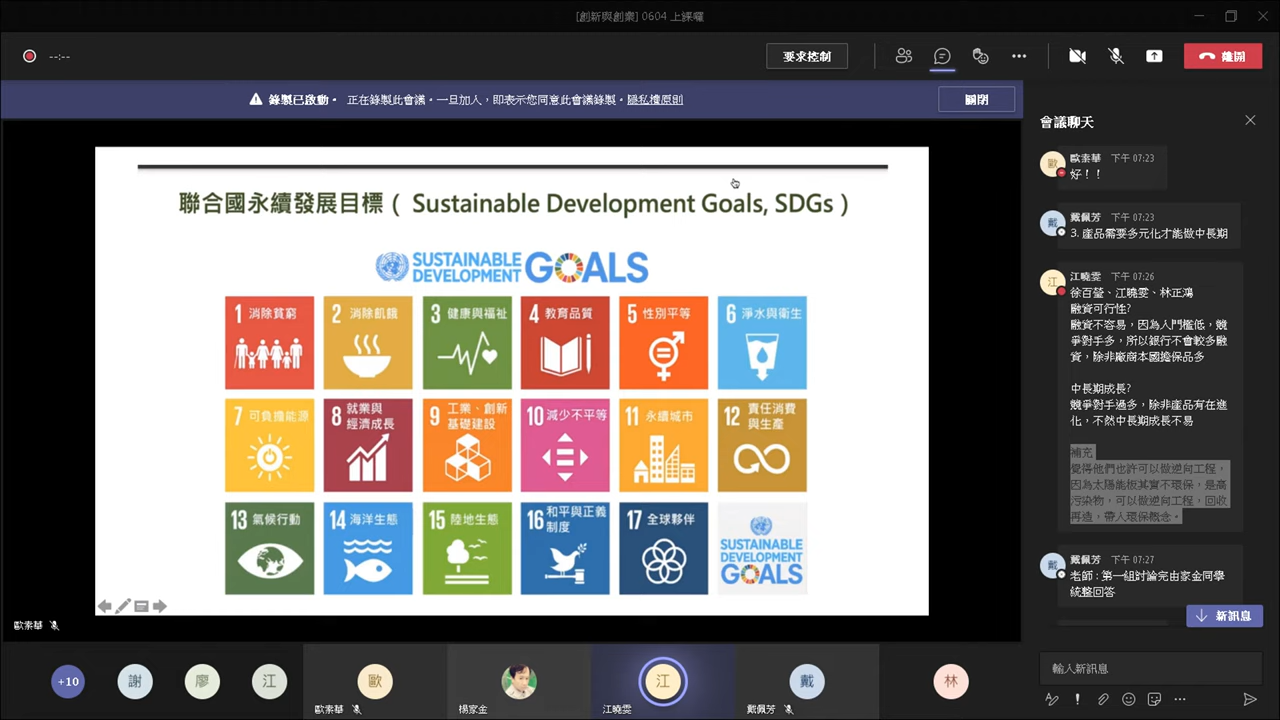 [創新與創業] 0604 上課囉
--:--
要求控制
離開
錄製已啟動。 正在錄製此會議。一旦加入，即表示您同意此會議錄製。隱私權原則
關閉
聯合國永續發展目標（ Sustainable Development Goals, SDGs）
SUSTAINABLE
DEVELOPMENT
GOALS
1 消除貧窮
2 消除飢餓
3 健康與福祉
4 教育品質
5 性別平等
6 淨水與衛生
7 可負擔能源
8 就業與
經濟成長
9 工業、創新
基礎建設
10 減少不平等
11 永續城市
12 責任消費
與生產
13 氣候行動
14 海洋生態
15 陸地生態
16 和平與正義
制度
17 全球夥伴
SUSTAINABLE
DEVELOPMENT
GOALS
歐素華
+10
謝
廖
江
歐
歐素華
楊家金
江
江曉雯
戴
戴佩芳
林
會議聊天
歐
歐素華 下午 07:23
好！！
戴
戴佩芳 下午 07:23
3. 產品需要多元化才能做中長期
江
江曉雯 下午 07:26
徐百瑩、江曉雯、林正鴻
融資可行性?
融資不容易，因為入門檻低，競
爭對手多，所以銀行不會較多融
資，除非廠商本國擔保品多
中長期成長?
競爭對手過多，除非產品有在進
化，不然中長期成長不易
補充
覺得他們也許可以做逆向工程，
因為太陽能板其實不環保，是高
污染物，可以做逆向工程，回收
再造，帶入環保概念。
戴
戴佩芳 下午 07:27
老師 : 第一組討論完由家金同學
統整回答
新訊息
輸入新訊息